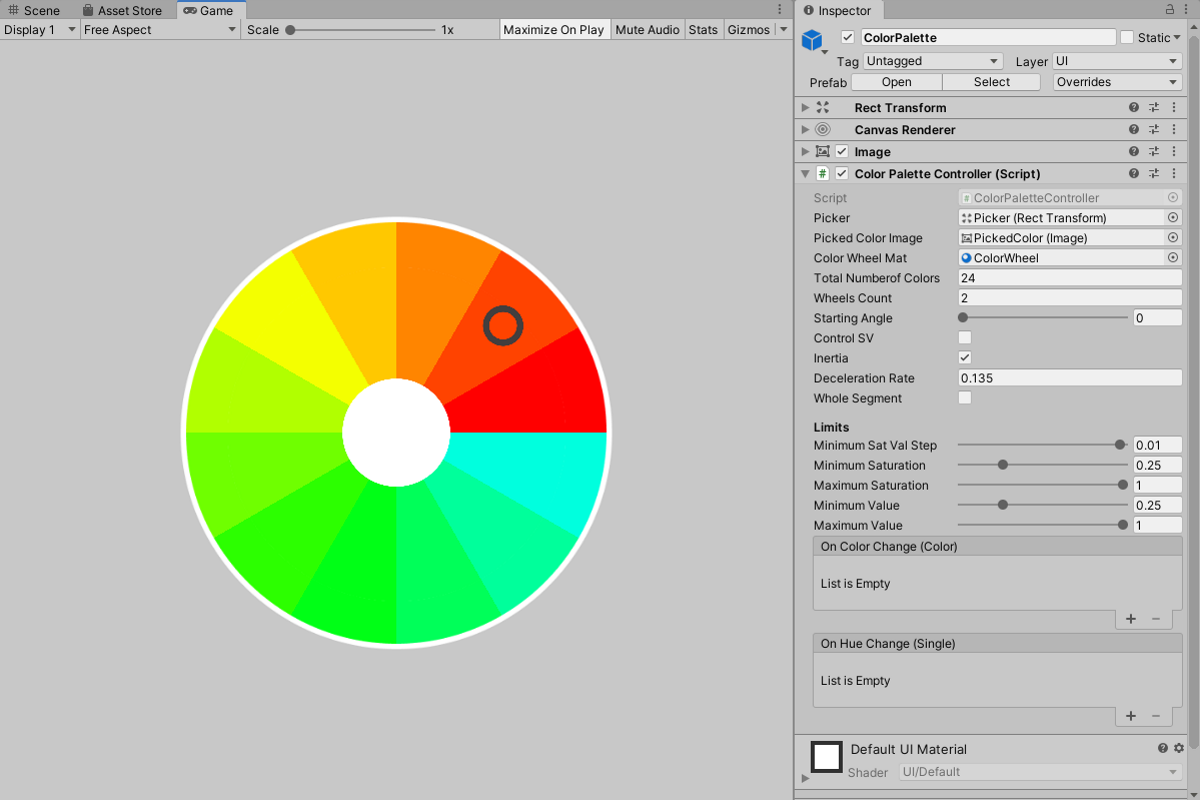 Scene Asset Store Game
Display 1 Free Aspect Scale 1x Maximize On Play Mute Audio Stats Gizmos
Inspector
ColorPalette Static
Tag Untagged Layer UI
Prefab Open Select Overrides
Rect Transform
Canvas Renderer
Image
Color Palette Controller (Script)
Script ColorPaletteController
Picker Picker (Rect Transform)
Picked Color Image PickedColor (Image)
Color Wheel Mat ColorWheel
Total Numberof Colors 24
Wheels Count 2
Starting Angle 0
Control SV
Inertia
Deceleration Rate 0.135
Whole Segment
Limits
Minimum Sat Val Step 0.01
Minimum Saturation 0.25
Maximum Saturation 1
Minimum Value 0.25
Maximum Value 1
On Color Change (Color)
List is Empty
+ −
On Hue Change (Single)
List is Empty
+ −
Default UI Material
Shader UI/Default